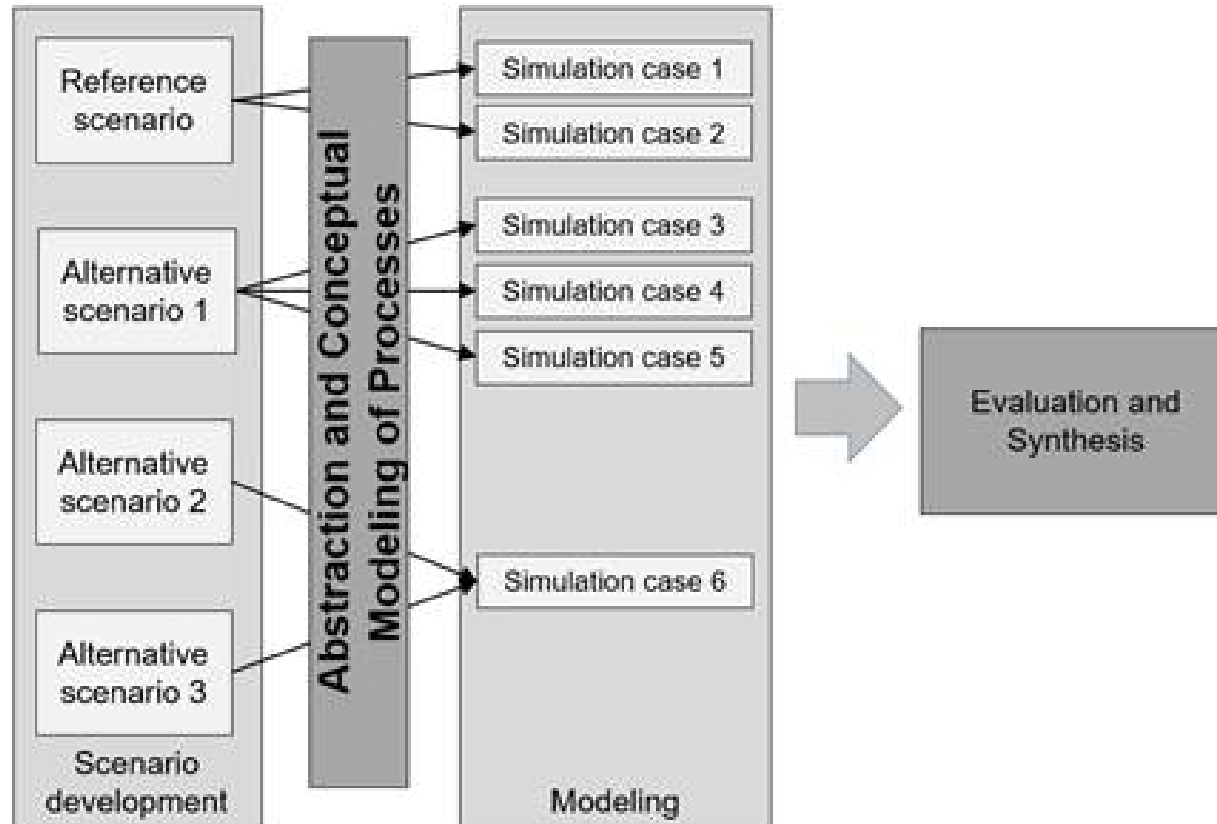 Reference
scenario
Alternative
scenario 1
Alternative
scenario 2
Alternative
scenario 3
Scenario
development
Abstraction and Conceptual
Modeling of Processes
Simulation case 1
Simulation case 2
Simulation case 3
Simulation case 4
Simulation case 5
Simulation case 6
Modeling
Evaluation and
Synthesis